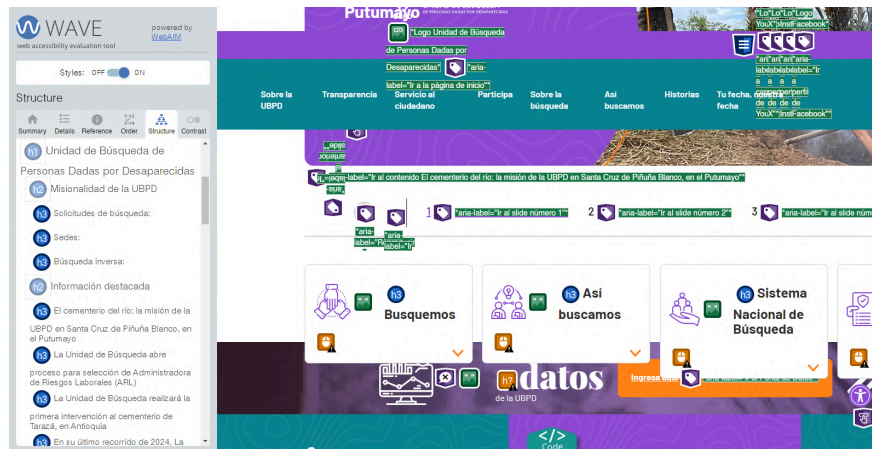 WAVE
web accessibility evaluation tool
powered by
WebAIM
Styles: OFF ON
Structure
Summary Details Reference Order Structure Contrast
h1 Unidad de Búsqueda de
Personas Dadas por Desaparecidas
h2 Misionalidad de la UBPD
h3 Solicitudes de búsqueda:
h3 Sedes:
h3 Búsqueda inversa:
h2 Información destacada
h3 El cementerio del río: la misión de la
UBPD en Santa Cruz de Piñuña Blanco, en
el Putumayo
h3 La Unidad de Búsqueda abre
proceso para selección de Administradora
de Riesgos Laborales (ARL)
h3 La Unidad de Búsqueda realizará la
primera intervención al cementerio de
Tarazá, en Antioquia
h3 En su último recorrido de 2024, La
Putumayo
DE PERSONAS DADAS POR DESAPARECIDAS
*"Logo Unidad de Búsqueda
de Personas Dadas por
Desaparecidas"* *"aria-
label="Ir a la página de inicio""*
Sobre la
UBPD
Transparencia
Servicio al
ciudadano
Participa
Sobre la
búsqueda
Así
buscamos
Historias
Tu fecha, nuestra
fecha
label="Ir al contenido El cementerio del río: la misión de la UBPD en Santa Cruz de Piñuña Blanco, en el Putumayo""*
1 *"aria-label="Ir al slide número 1""*
2 *"aria-label="Ir al slide número 2""*
3 *"aria-label="Ir al slide núm
*"aria-
*"aria-
label="Ir
h3 Busquemos
h3 Así
buscamos
h3 Sistema
Nacional de
Búsqueda
h? datos
de la UBPD
Ingresa aquí
</>
Code